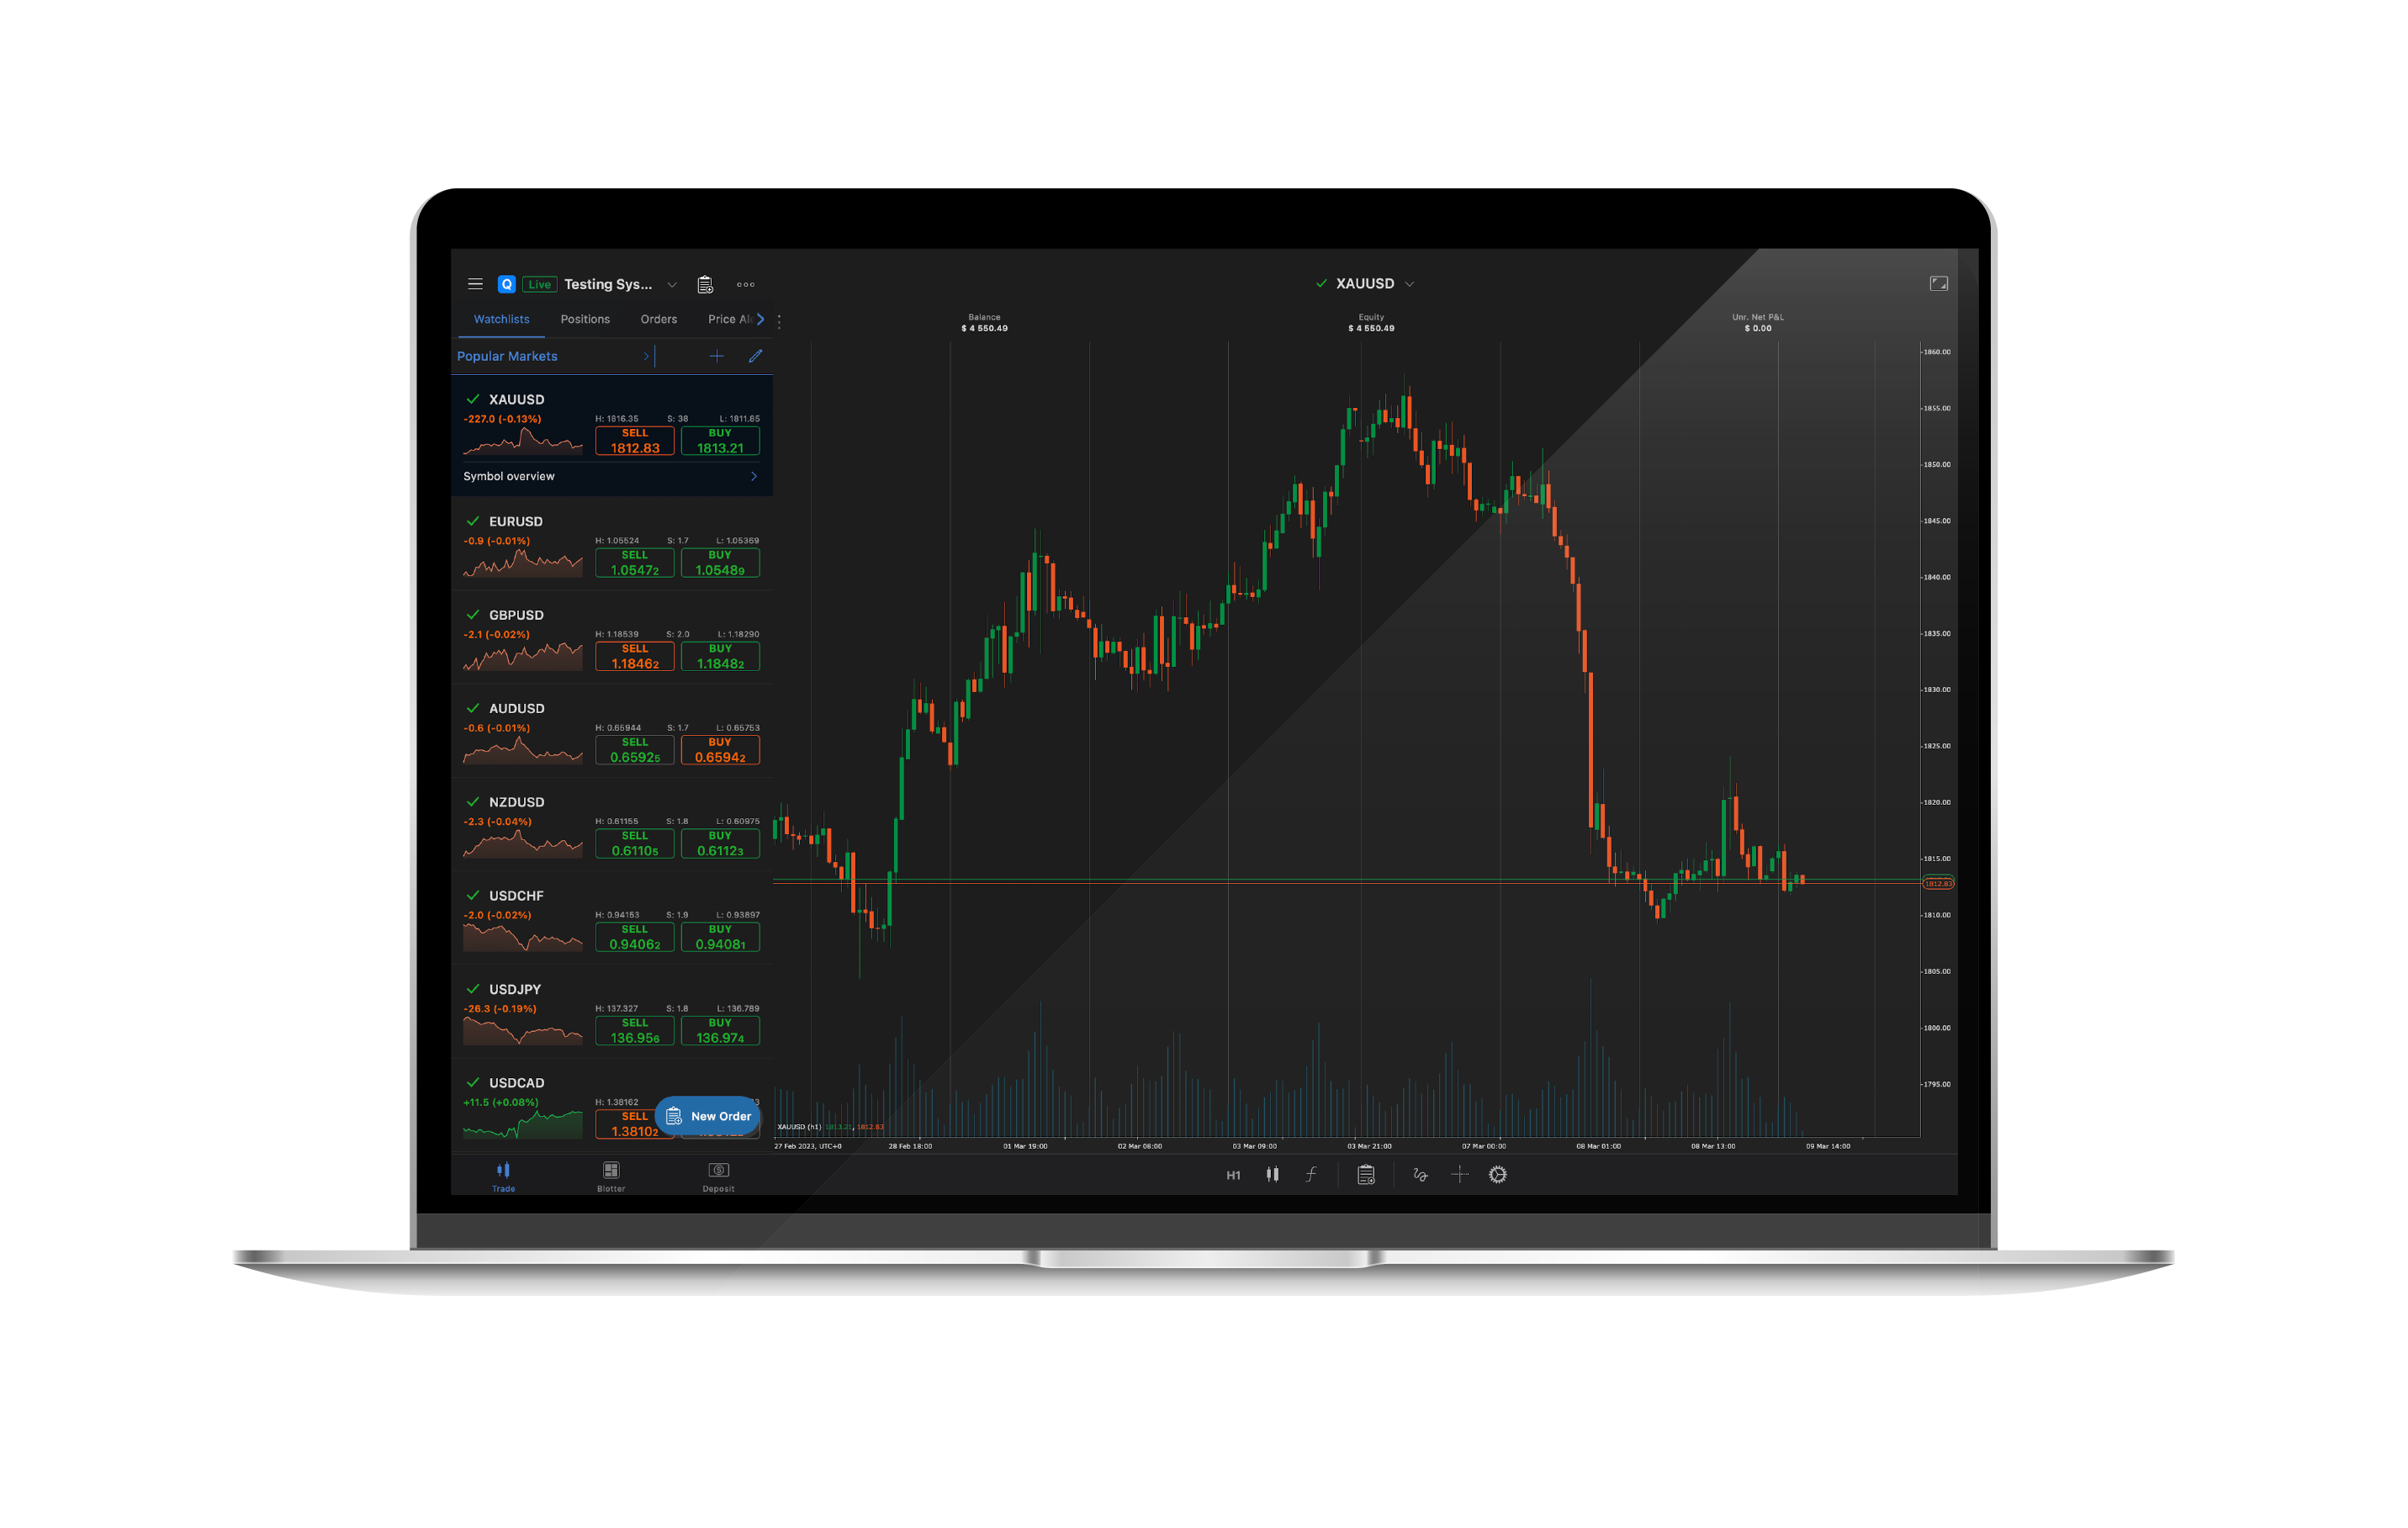 Q Live Testing Sys...
XAUUSD
Watchlists Positions Orders Price Al
Balance
$ 4 550.49
Equity
$ 4 550.49
Unr. Net P&L
$ 0.00
Popular Markets
XAUUSD
-227.0 (-0.13%) H: 1816.35 S: 38 L: 1811.65
SELL BUY
1812.83 1813.21
Symbol overview
EURUSD
-0.9 (-0.01%) H: 1.05524 S: 1.7 L: 1.05369
SELL BUY
1.05472 1.05489
GBPUSD
-2.1 (-0.02%) H: 1.18539 S: 2.0 L: 1.18290
SELL BUY
1.18462 1.18482
AUDUSD
-0.6 (-0.01%) H: 0.65944 S: 1.7 L: 0.65753
SELL BUY
0.65925 0.65942
NZDUSD
-2.3 (-0.04%) H: 0.61155 S: 1.8 L: 0.60975
SELL BUY
0.61105 0.61123
USDCHF
-2.0 (-0.02%) H: 0.94153 S: 1.9 L: 0.93897
SELL BUY
0.94062 0.94081
USDJPY
-26.3 (-0.19%) H: 137.327 S: 1.8 L: 136.789
SELL BUY
136.956 136.974
USDCAD
+11.5 (+0.08%) H: 1.38162
SELL
1.38102
New Order
Trade Blotter Deposit
1860.00
1855.00
1850.00
1845.00
1840.00
1835.00
1830.00
1825.00
1820.00
1815.00
1812.83
1810.00
1805.00
1800.00
1795.00
XAUUSD (h1) 1813.21, 1812.83
27 Feb 2023, UTC+0 28 Feb 18:00 01 Mar 19:00 02 Mar 08:00 03 Mar 09:00 03 Mar 21:00 07 Mar 00:00 08 Mar 01:00 08 Mar 13:00 09 Mar 14:00
H1